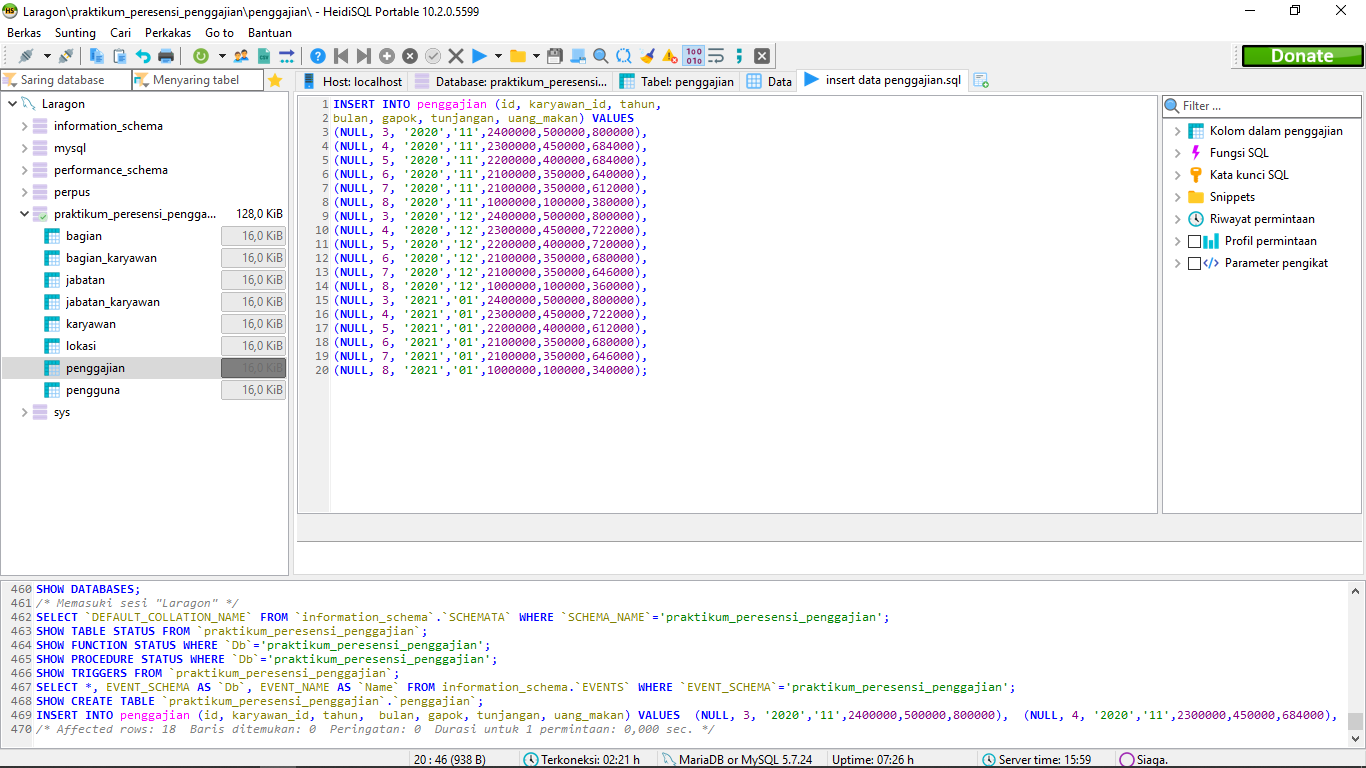 Laragon\praktikum_peresensi_penggajian\penggajian\ - HeidiSQL Portable 10.2.0.5599
Berkas Sunting Cari Perkakas Go to Bantuan
Donate
Saring database Menyaring tabel
Host: localhost Database: praktikum_peresensi... Tabel: penggajian Data insert data penggajian.sql
Laragon
information_schema
mysql
performance_schema
perpus
praktikum_peresensi_pengga... 128,0 KiB
bagian 16,0 KiB
bagian_karyawan 16,0 KiB
jabatan 16,0 KiB
jabatan_karyawan 16,0 KiB
karyawan 16,0 KiB
lokasi 16,0 KiB
penggajian 16,0 KiB
pengguna 16,0 KiB
sys
1 INSERT INTO penggajian (id, karyawan_id, tahun,
2 bulan, gapok, tunjangan, uang_makan) VALUES
3 (NULL, 3, '2020','11',2400000,500000,800000),
4 (NULL, 4, '2020','11',2300000,450000,684000),
5 (NULL, 5, '2020','11',2200000,400000,684000),
6 (NULL, 6, '2020','11',2100000,350000,640000),
7 (NULL, 7, '2020','11',2100000,350000,612000),
8 (NULL, 8, '2020','11',1000000,100000,380000),
9 (NULL, 3, '2020','12',2400000,500000,800000),
10 (NULL, 4, '2020','12',2300000,450000,722000),
11 (NULL, 5, '2020','12',2200000,400000,720000),
12 (NULL, 6, '2020','12',2100000,350000,680000),
13 (NULL, 7, '2020','12',2100000,350000,646000),
14 (NULL, 8, '2020','12',1000000,100000,360000),
15 (NULL, 3, '2021','01',2400000,500000,800000),
16 (NULL, 4, '2021','01',2300000,450000,722000),
17 (NULL, 5, '2021','01',2200000,400000,612000),
18 (NULL, 6, '2021','01',2100000,350000,680000),
19 (NULL, 7, '2021','01',2100000,350000,646000),
20 (NULL, 8, '2021','01',1000000,100000,340000);
Filter ...
Kolom dalam penggajian
Fungsi SQL
Kata kunci SQL
Snippets
Riwayat permintaan
Profil permintaan
Parameter pengikat
460 SHOW DATABASES;
461 /* Memasuki sesi "Laragon" */
462 SELECT `DEFAULT_COLLATION_NAME` FROM `information_schema`.`SCHEMATA` WHERE `SCHEMA_NAME`='praktikum_peresensi_penggajian';
463 SHOW TABLE STATUS FROM `praktikum_peresensi_penggajian`;
464 SHOW FUNCTION STATUS WHERE `Db`='praktikum_peresensi_penggajian';
465 SHOW PROCEDURE STATUS WHERE `Db`='praktikum_peresensi_penggajian';
466 SHOW TRIGGERS FROM `praktikum_peresensi_penggajian`;
467 SELECT *, EVENT_SCHEMA AS `Db`, EVENT_NAME AS `Name` FROM information_schema.`EVENTS` WHERE `EVENT_SCHEMA`='praktikum_peresensi_penggajian';
468 SHOW CREATE TABLE `praktikum_peresensi_penggajian`.`penggajian`;
469 INSERT INTO penggajian (id, karyawan_id, tahun,  bulan, gapok, tunjangan, uang_makan) VALUES  (NULL, 3, '2020','11',2400000,500000,800000),  (NULL, 4, '2020','11',2300000,450000,684000),
470 /* Affected rows: 18  Baris ditemukan: 0  Peringatan: 0  Durasi untuk 1 permintaan: 0,000 sec. */
20 : 46 (938 B) Terkoneksi: 02:21 h MariaDB or MySQL 5.7.24 Uptime: 07:26 h Server time: 15:59 Siaga.